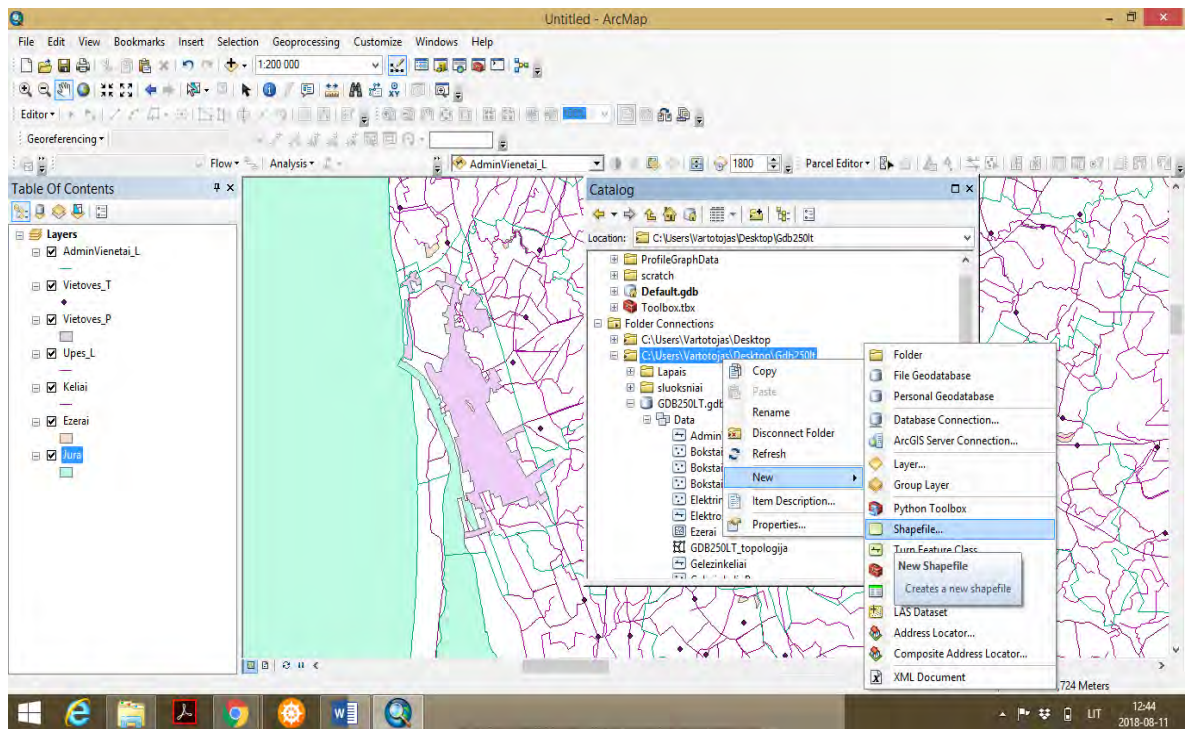 Untitled - ArcMap
File Edit View Bookmarks Insert Selection Geoprocessing Customize Windows Help
1:200 000
Editor
Georeferencing
Flow Analysis AdminVienetai_L 1800 Parcel Editor
Table Of Contents
Layers
AdminVienetai_L
Vietoves_T
Vietoves_P
Upes_L
Keliai
Ezerai
Jura
Catalog
Location: C:\Users\Vartotojas\Desktop\Gdb250lt
ProfileGraphData
scratch
Default.gdb
Toolbox.tbx
Folder Connections
C:\Users\Vartotojas\Desktop
C:\Users\Vartotojas\Desktop\Gdb250lt
Lapais
sluoksniai
GDB250LT.gdb
Data
Admin
Bokstai
Bokstai
Bokstai
Elektrin
Elektro
Ezerai
GDB250LT_topologija
Gelezinkeliai
Copy
Paste
Rename
Disconnect Folder
Refresh
New
Item Description...
Properties...
Folder
File Geodatabase
Personal Geodatabase
Database Connection...
ArcGIS Server Connection...
Layer...
Group Layer
Python Toolbox
Shapefile...
Turn Feature Class
New Shapefile
Creates a new shapefile
LAS Dataset
Address Locator...
Composite Address Locator...
XML Document
,724 Meters
LIT
12:44
2018-08-11